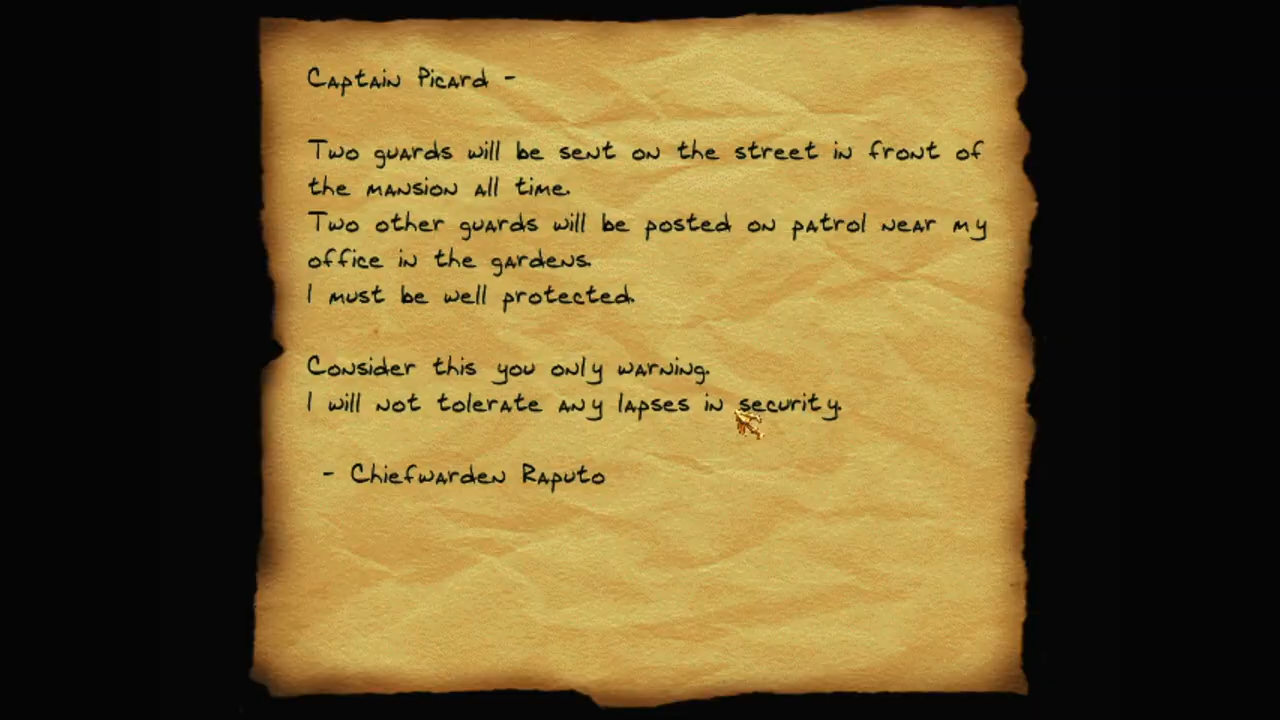 Captain Picard -
Two guards will be sent on the street in front of
the mansion all time.
Two other guards will be posted on patrol near my
office in the gardens.
I must be well protected.
Consider this you only warning.
I will not tolerate any lapses in security.
- Chiefwarden Raputo